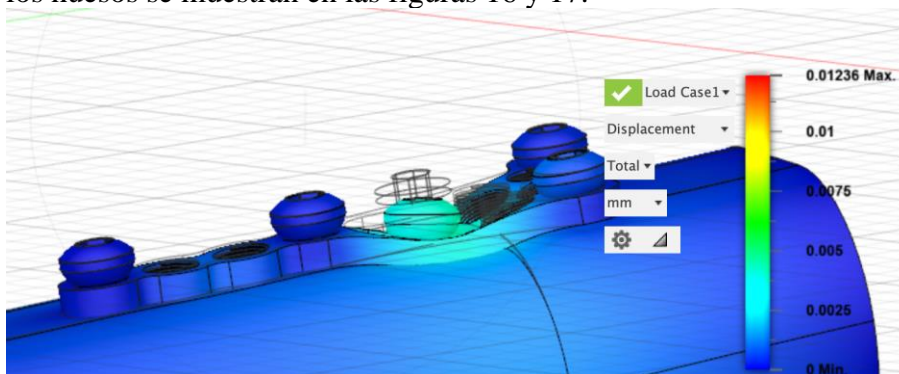 los huesos se muestran en las figuras 16 y 17.
0.01236 Max.
Load Case1
Displacement
0.01
Total
0.0075
mm
0.005
0.0025
0 Min.